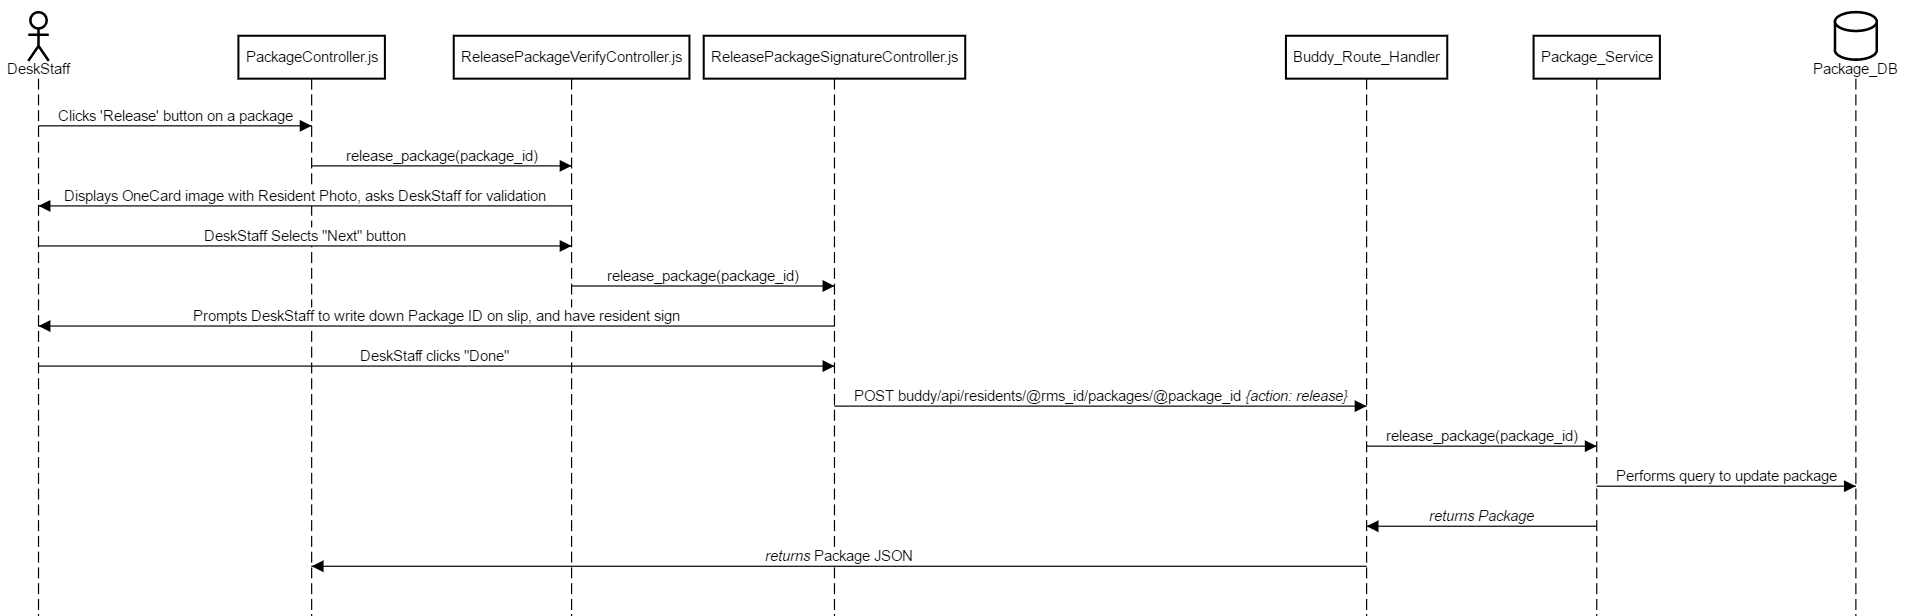 DeskStaff
PackageController.js
ReleasePackageVerifyController.js
ReleasePackageSignatureController.js
Buddy_Route_Handler
Package_Service
Package_DB
Clicks 'Release' button on a package
release_package(package_id)
Displays OneCard image with Resident Photo, asks DeskStaff for validation
DeskStaff Selects "Next" button
release_package(package_id)
Prompts DeskStaff to write down Package ID on slip, and have resident sign
DeskStaff clicks "Done"
POST buddy/api/residents/@rms_id/packages/@package_id {action: release}
release_package(package_id)
Performs query to update package
returns Package
returns Package JSON